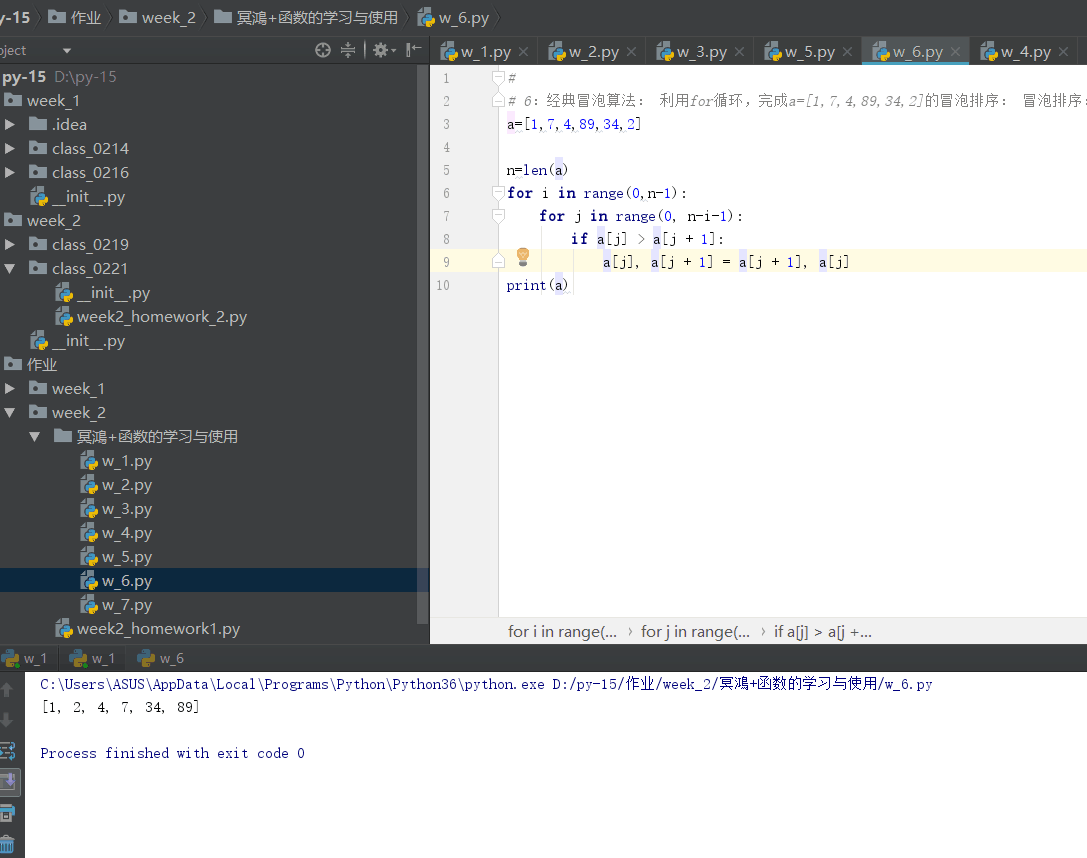 y-15 作业 week_2 冥鴻+函数的学习与使用 w_6.py
oject
py-15 D:\py-15
week_1
.idea
class_0214
class_0216
__init__.py
week_2
class_0219
class_0221
__init__.py
week2_homework_2.py
__init__.py
作业
week_1
week_2
冥鴻+函数的学习与使用
w_1.py
w_2.py
w_3.py
w_4.py
w_5.py
w_6.py
w_7.py
week2_homework1.py
w_1.py w_2.py w_3.py w_5.py w_6.py w_4.py
1 #
2 # 6：经典冒泡算法： 利用for循环，完成a=[1,7,4,89,34,2]的冒泡排序： 冒泡排序：
3 a=[1,7,4,89,34,2]
4
5 n=len(a)
6 for i in range(0,n-1):
7 for j in range(0, n-i-1):
8 if a[j] > a[j + 1]:
9 a[j], a[j + 1] = a[j + 1], a[j]
10 print(a)
for i in range(... › for j in range(... › if a[j] > a[j +...
w_1 w_1 w_6
C:\Users\ASUS\AppData\Local\Programs\Python\Python36\python.exe D:/py-15/作业/week_2/冥鴻+函数的学习与使用/w_6.py
[1, 2, 4, 7, 34, 89]
Process finished with exit code 0